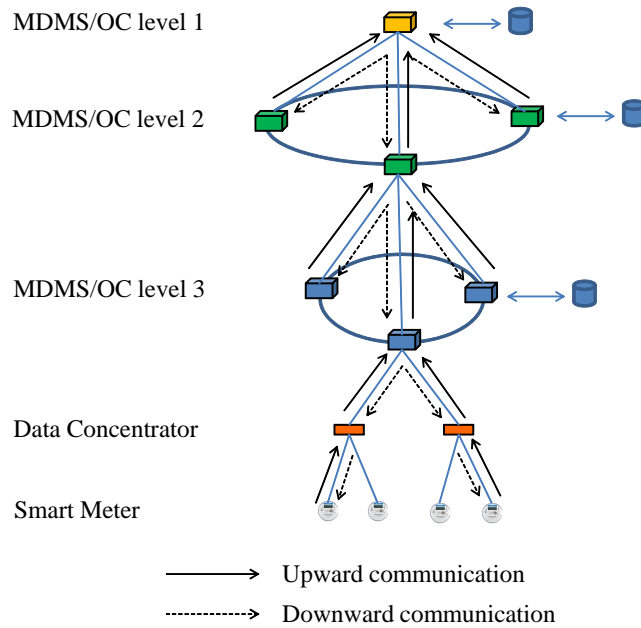 MDMS/OC level 1
MDMS/OC level 2
MDMS/OC level 3
Data Concentrator
Smart Meter
Upward communication
Downward communication